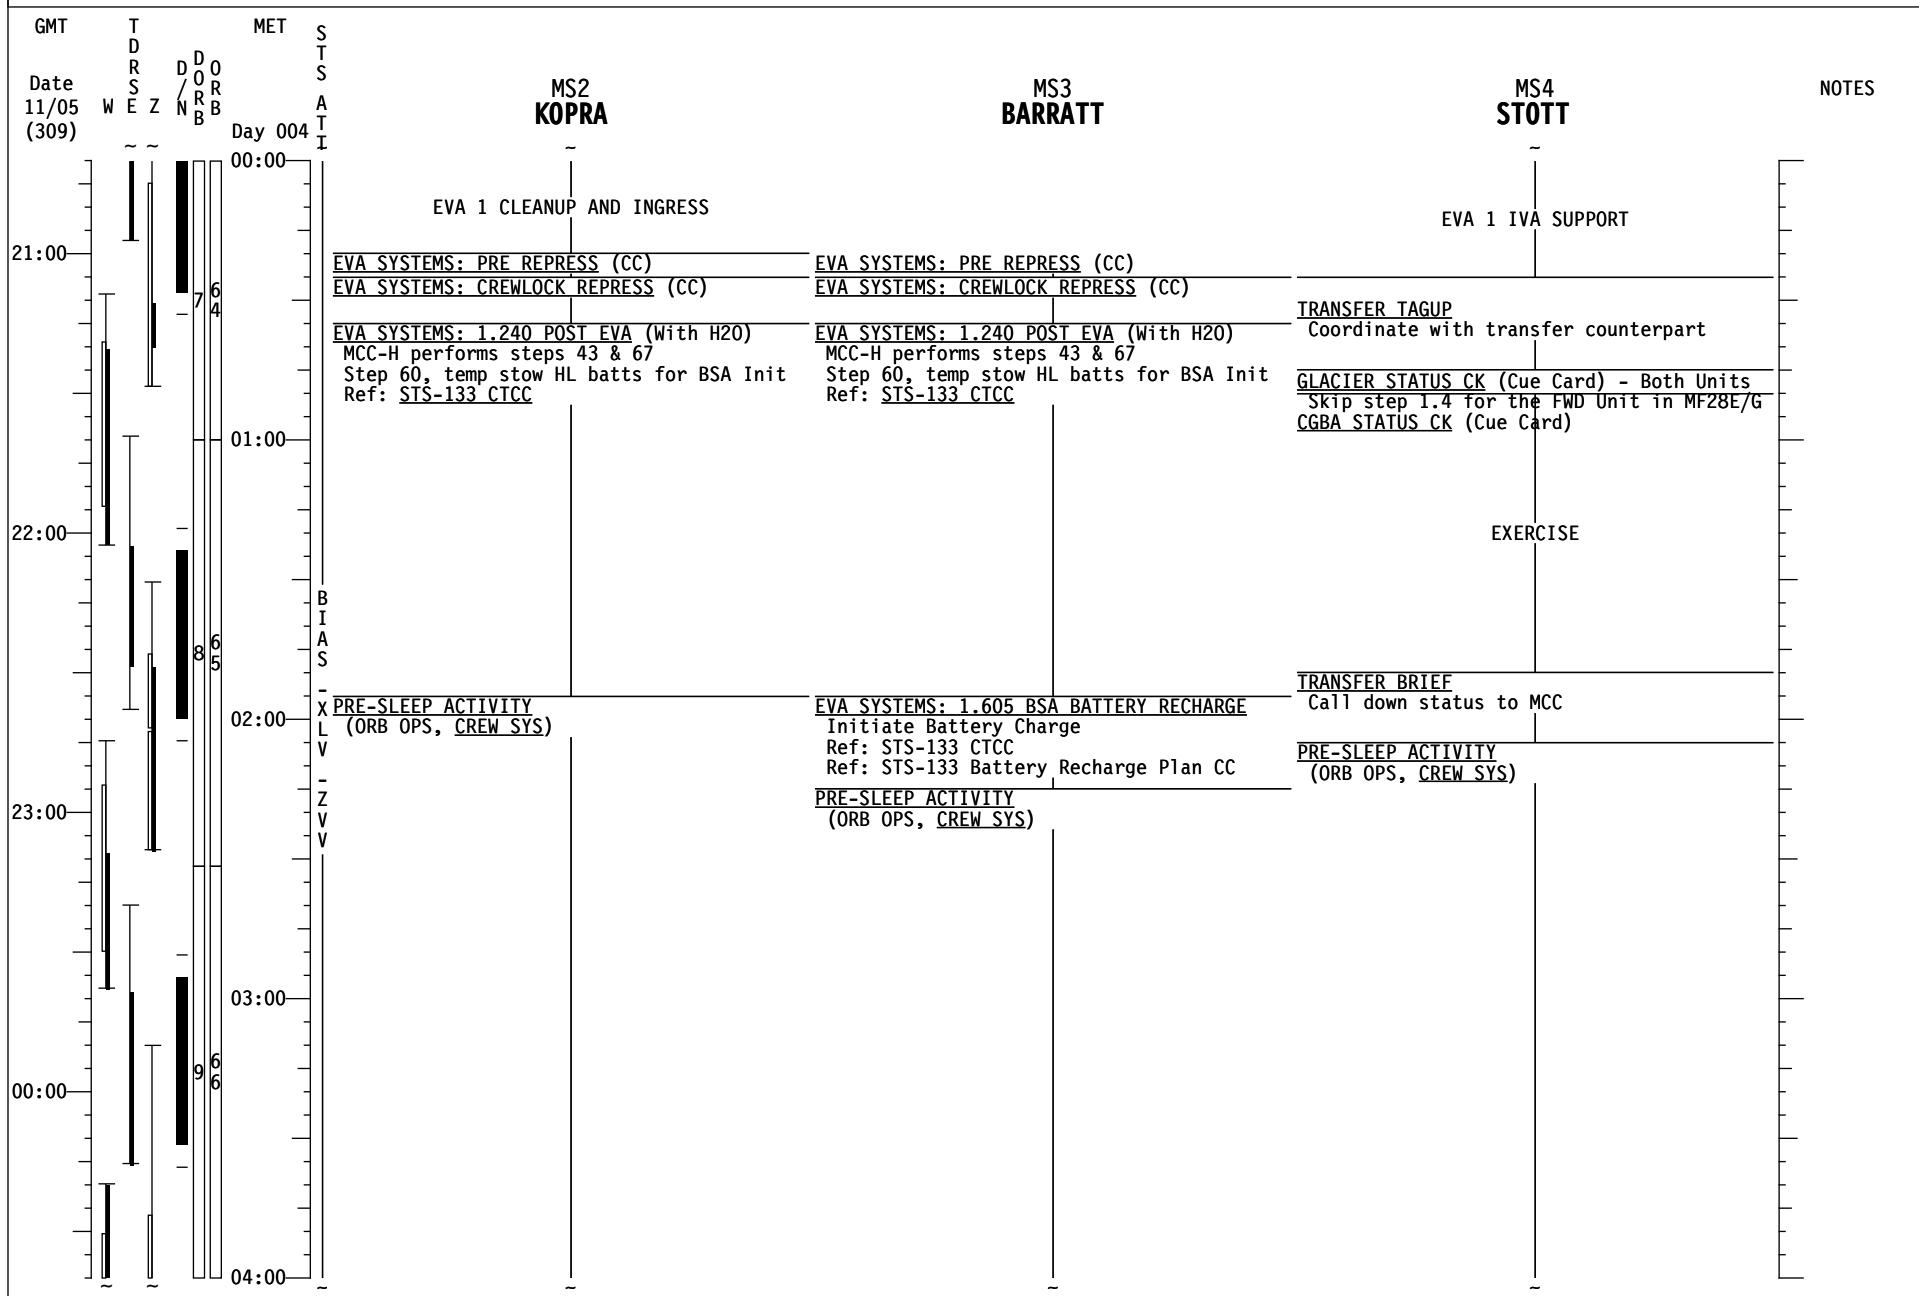 GMT
Date
11/05
(309)
TDRS
W E Z
D/N
DORB
ORB
MET
Day 004
STS ATT
MS2
KOPRA
MS3
BARRATT
MS4
STOTT
NOTES
00:00
EVA 1 CLEANUP AND INGRESS
EVA 1 IVA SUPPORT
21:00
EVA SYSTEMS: PRE REPRESS (CC)
EVA SYSTEMS: PRE REPRESS (CC)
EVA SYSTEMS: CREWLOCK REPRESS (CC)
EVA SYSTEMS: CREWLOCK REPRESS (CC)
7
64
TRANSFER TAGUP
Coordinate with transfer counterpart
EVA SYSTEMS: 1.240 POST EVA (With H2O)
MCC-H performs steps 43 & 67
Step 60, temp stow HL batts for BSA Init
Ref: STS-133 CTCC
EVA SYSTEMS: 1.240 POST EVA (With H2O)
MCC-H performs steps 43 & 67
Step 60, temp stow HL batts for BSA Init
Ref: STS-133 CTCC
GLACIER STATUS CK (Cue Card) - Both Units
Skip step 1.4 for the FWD Unit in MF28E/G
CGBA STATUS CK (Cue Card)
01:00
22:00
EXERCISE
BIAS -XLV -ZVV
8
65
TRANSFER BRIEF
Call down status to MCC
02:00
PRE-SLEEP ACTIVITY
(ORB OPS, CREW SYS)
EVA SYSTEMS: 1.605 BSA BATTERY RECHARGE
Initiate Battery Charge
Ref: STS-133 CTCC
Ref: STS-133 Battery Recharge Plan CC
PRE-SLEEP ACTIVITY
(ORB OPS, CREW SYS)
PRE-SLEEP ACTIVITY
(ORB OPS, CREW SYS)
23:00
03:00
9
66
00:00
04:00